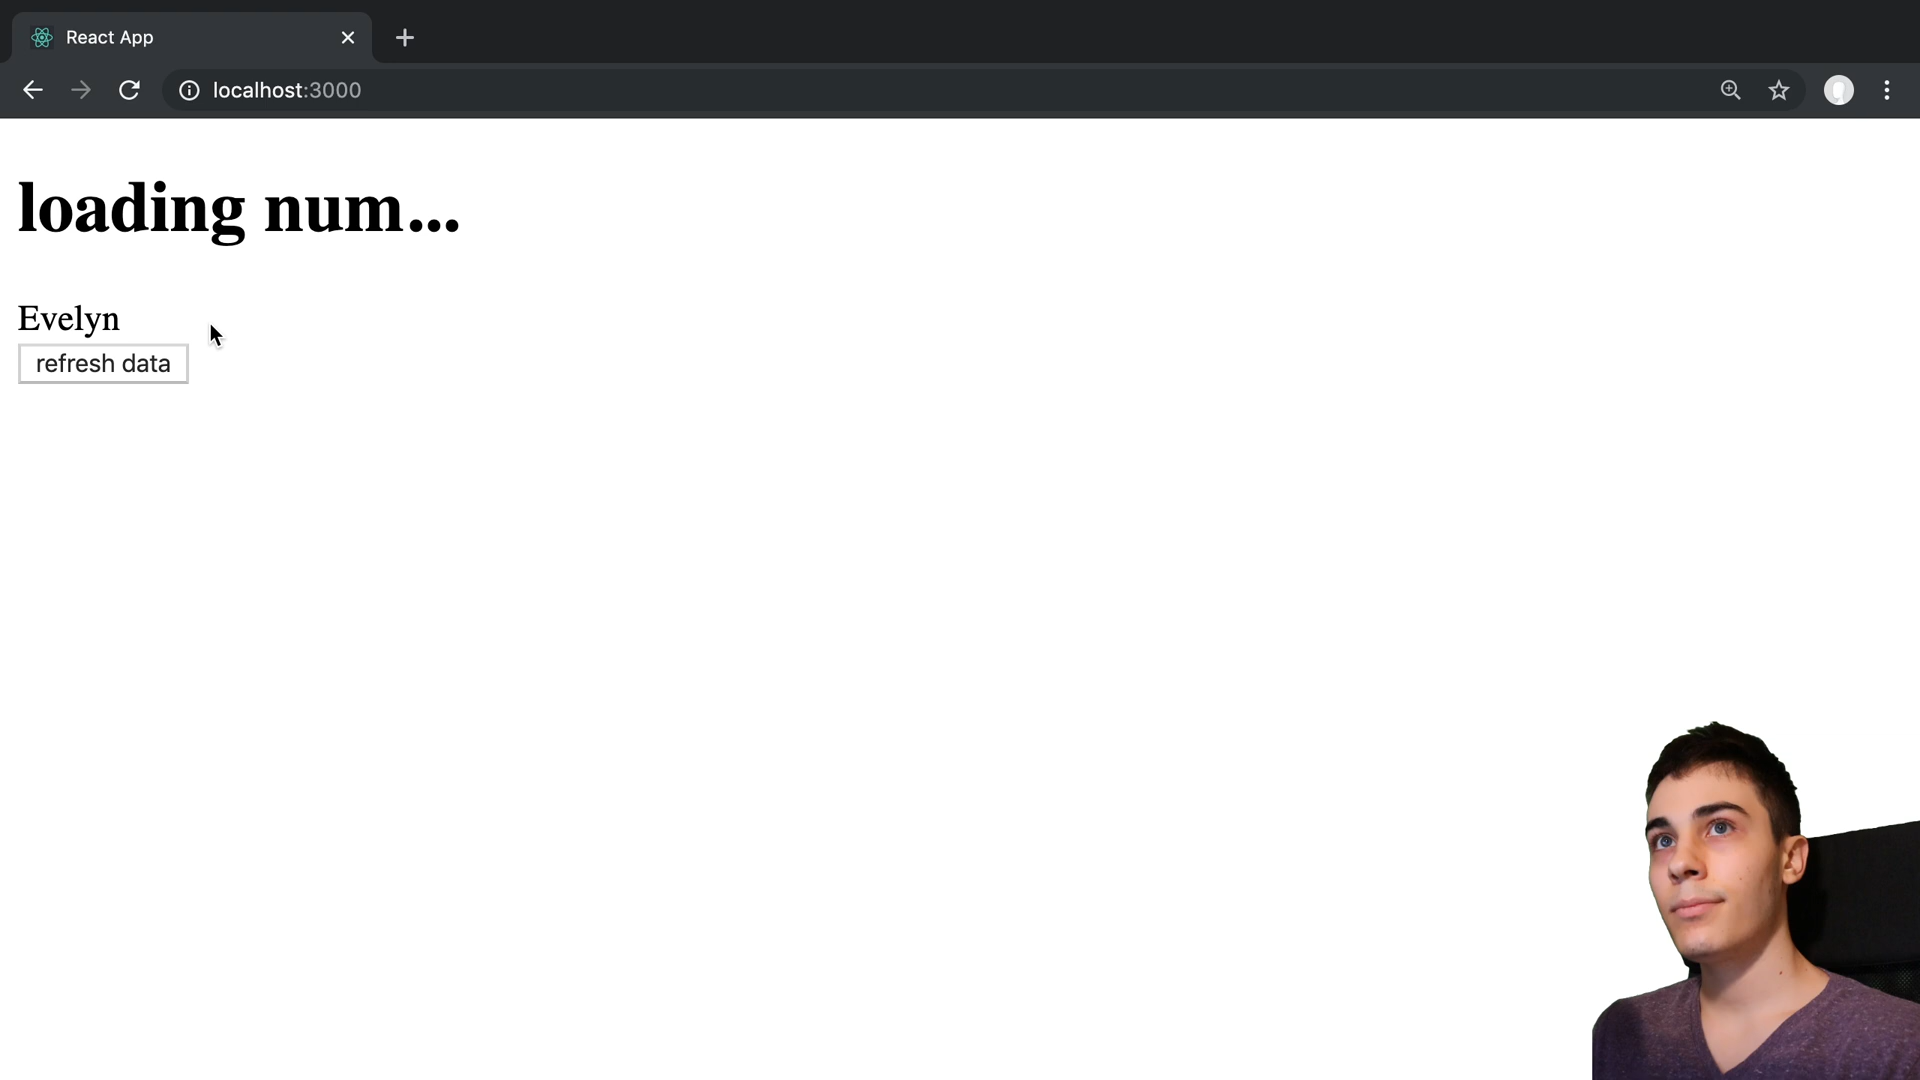 React App
localhost:3000
loading num...
Evelyn
refresh data